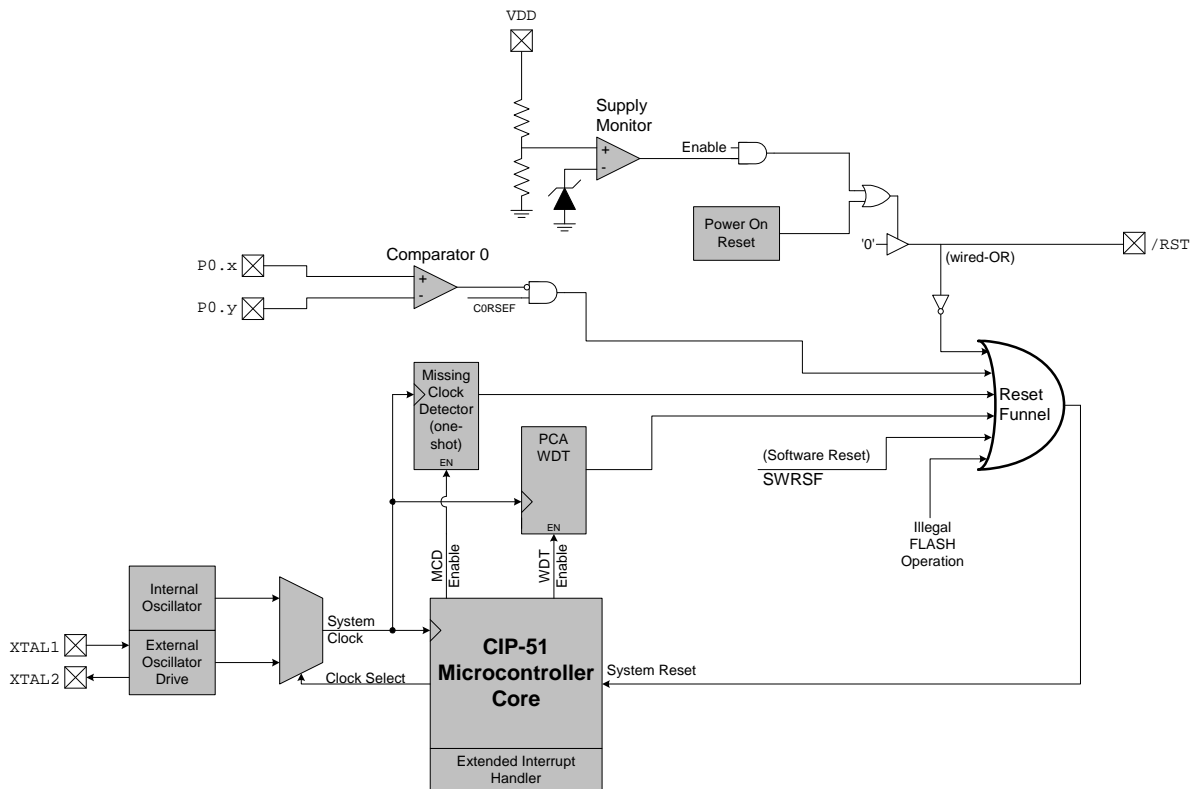 VDD
Supply
Monitor
+
-
Enable
Power On
Reset
'0'
(wired-OR)
/RST
P0.x
P0.y
Comparator 0
+
-
C0RSEF
Missing
Clock
Detector
(one-
shot)
EN
PCA
WDT
EN
Reset
Funnel
(Software Reset)
SWRSF
Illegal
FLASH
Operation
MCD
Enable
WDT
Enable
Internal
Oscillator
External
Oscillator
Drive
XTAL1
XTAL2
System
Clock
Clock Select
CIP-51
Microcontroller
Core
System Reset
Extended Interrupt
Handler